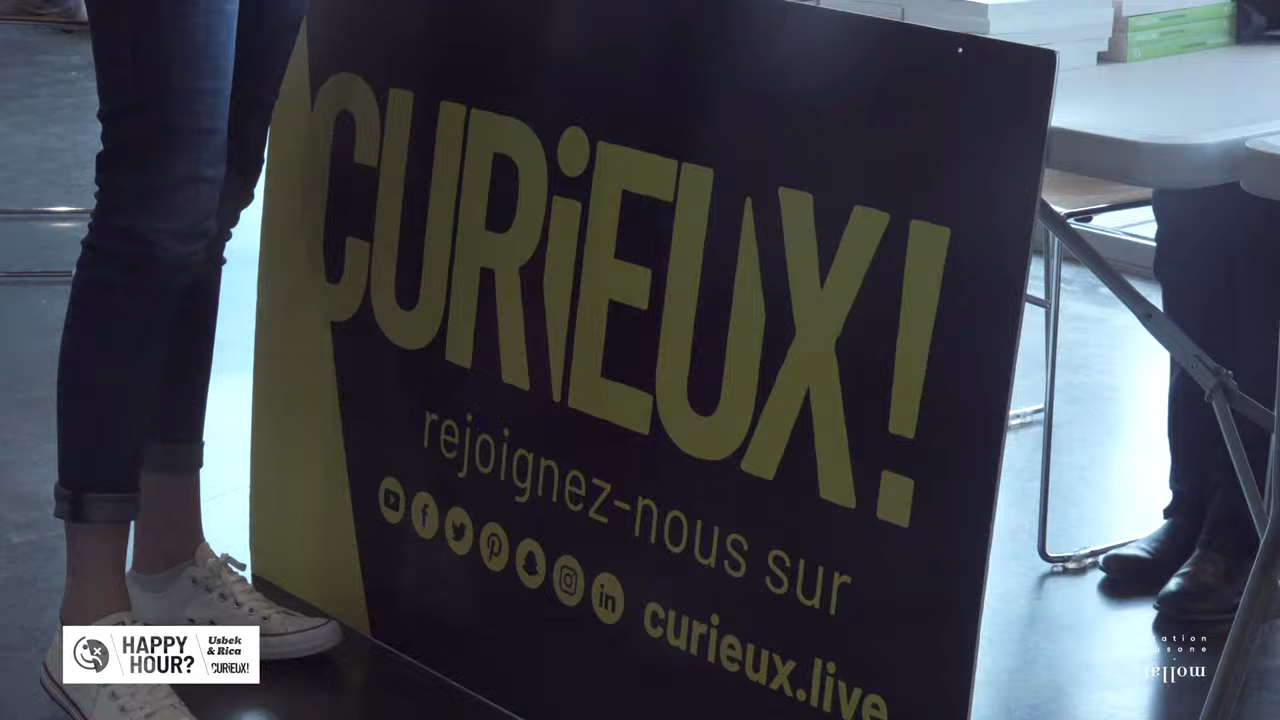 CURiEUX!
rejoignez-nous sur
curieux.live
HAPPY
HOUR?
Usbek
& Rica
CURiEUX!